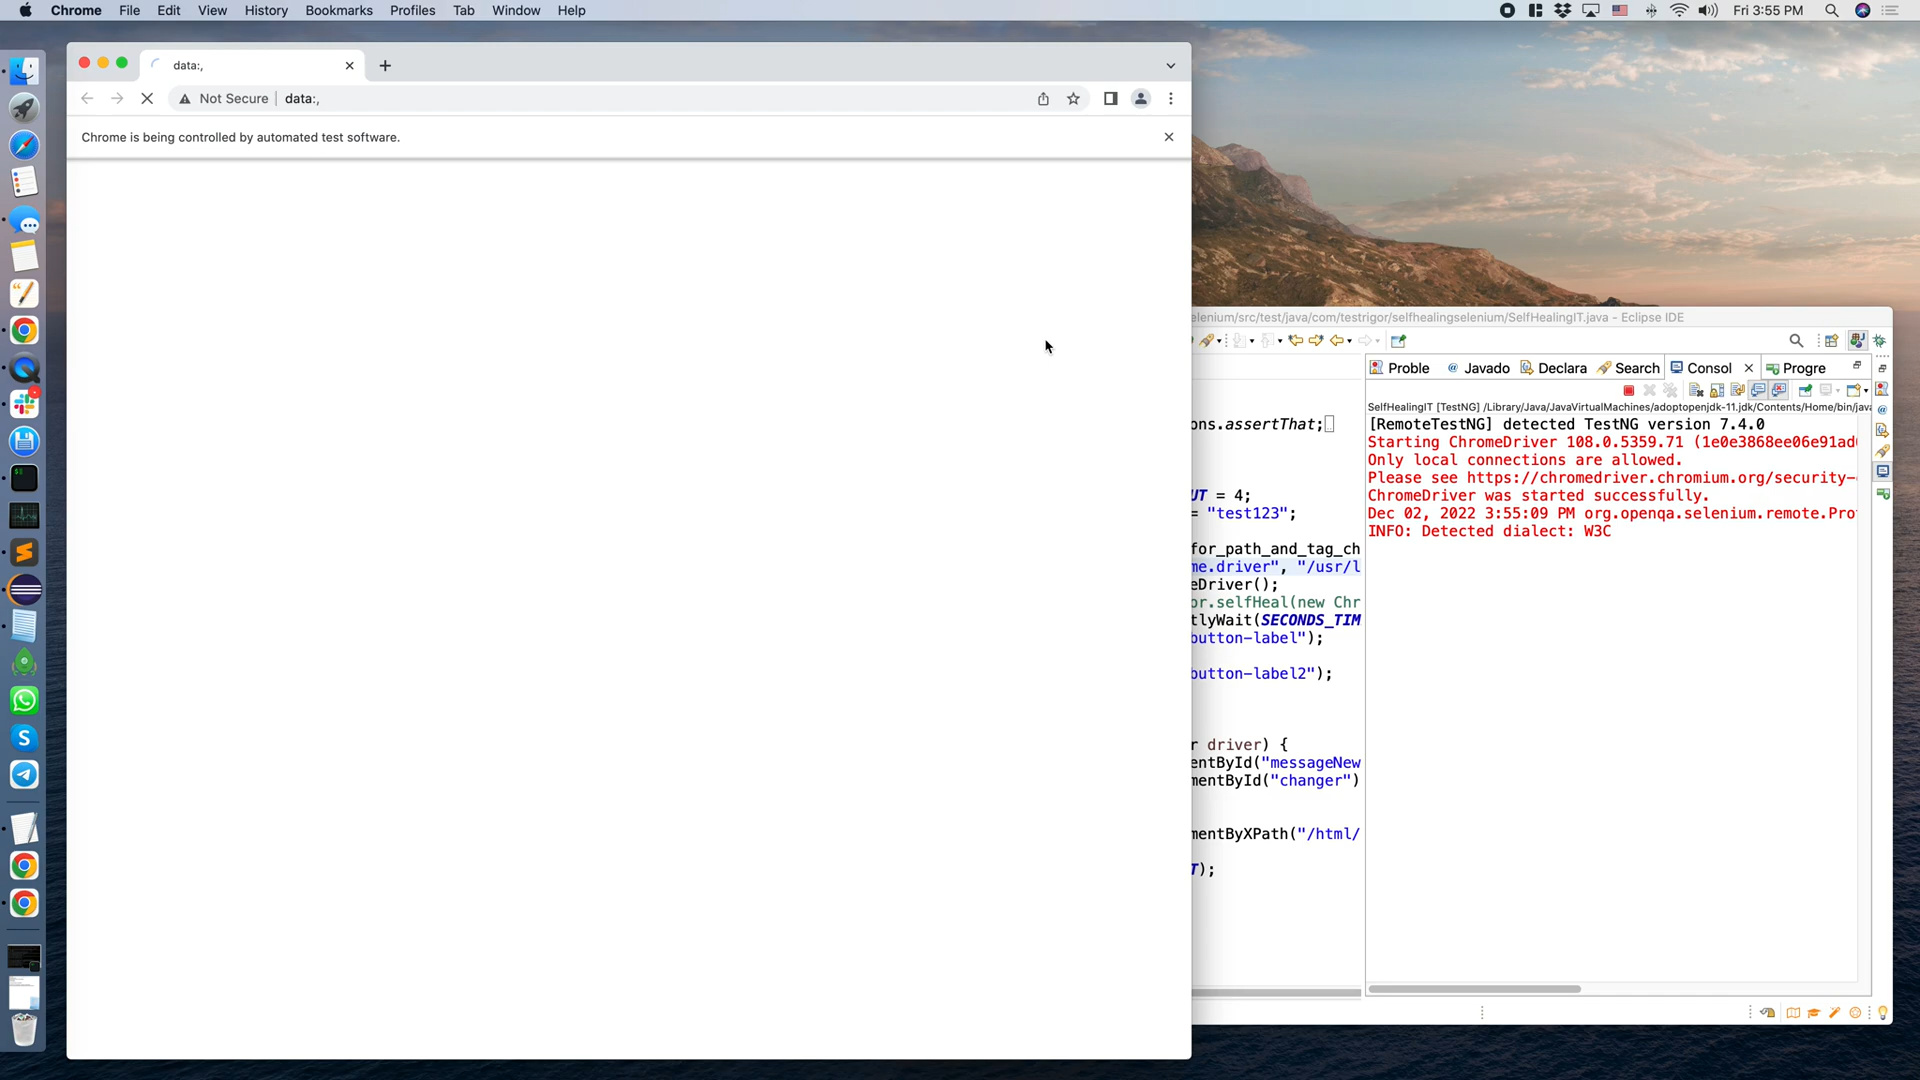 Chrome File Edit View History Bookmarks Profiles Tab Window Help
Fri 3:55 PM
data:,
Not Secure data:,
Chrome is being controlled by automated test software.
elenium/src/test/java/com/testrigor/selfhealingselenium/SelfHealingIT.java - Eclipse IDE
Proble Javado Declara Search Consol Progre
SelfHealingIT [TestNG] /Library/Java/JavaVirtualMachines/adoptopenjdk-11.jdk/Contents/Home/bin/java
ons.assertThat;
UT = 4;
= "test123";
for_path_and_tag_ch
me.driver", "/usr/l
eDriver();
or.selfHeal(new Chr
tlyWait(SECONDS_TIM
button-label");
button-label2");
r driver) {
entById("messageNew
mentById("changer")
mentByXPath("/html/
T);
[RemoteTestNG] detected TestNG version 7.4.0
Starting ChromeDriver 108.0.5359.71 (1e0e3868ee06e91ad
Only local connections are allowed.
Please see https://chromedriver.chromium.org/security-
ChromeDriver was started successfully.
Dec 02, 2022 3:55:09 PM org.openqa.selenium.remote.Pro
INFO: Detected dialect: W3C